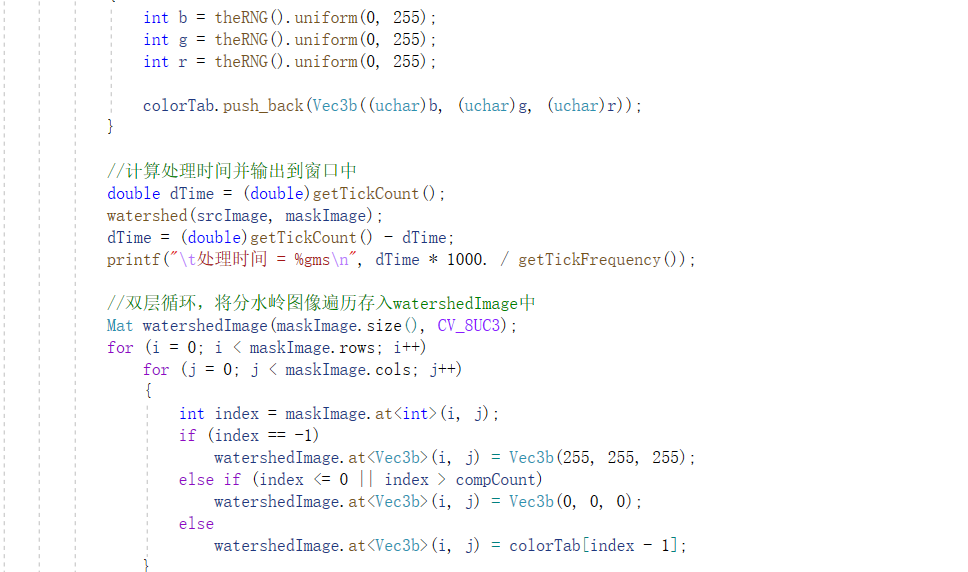 int b = theRNG().uniform(0, 255);
int g = theRNG().uniform(0, 255);
int r = theRNG().uniform(0, 255);
colorTab.push_back(Vec3b((uchar)b, (uchar)g, (uchar)r));
}
//计算处理时间并输出到窗口中
double dTime = (double)getTickCount();
watershed(srcImage, maskImage);
dTime = (double)getTickCount() - dTime;
printf("\t处理时间 = %gms\n", dTime * 1000. / getTickFrequency());
//双层循环，将分水岭图像遍历存入watershedImage中
Mat watershedImage(maskImage.size(), CV_8UC3);
for (i = 0; i < maskImage.rows; i++)
for (j = 0; j < maskImage.cols; j++)
{
int index = maskImage.at<int>(i, j);
if (index == -1)
watershedImage.at<Vec3b>(i, j) = Vec3b(255, 255, 255);
else if (index <= 0 || index > compCount)
watershedImage.at<Vec3b>(i, j) = Vec3b(0, 0, 0);
else
watershedImage.at<Vec3b>(i, j) = colorTab[index - 1];
}